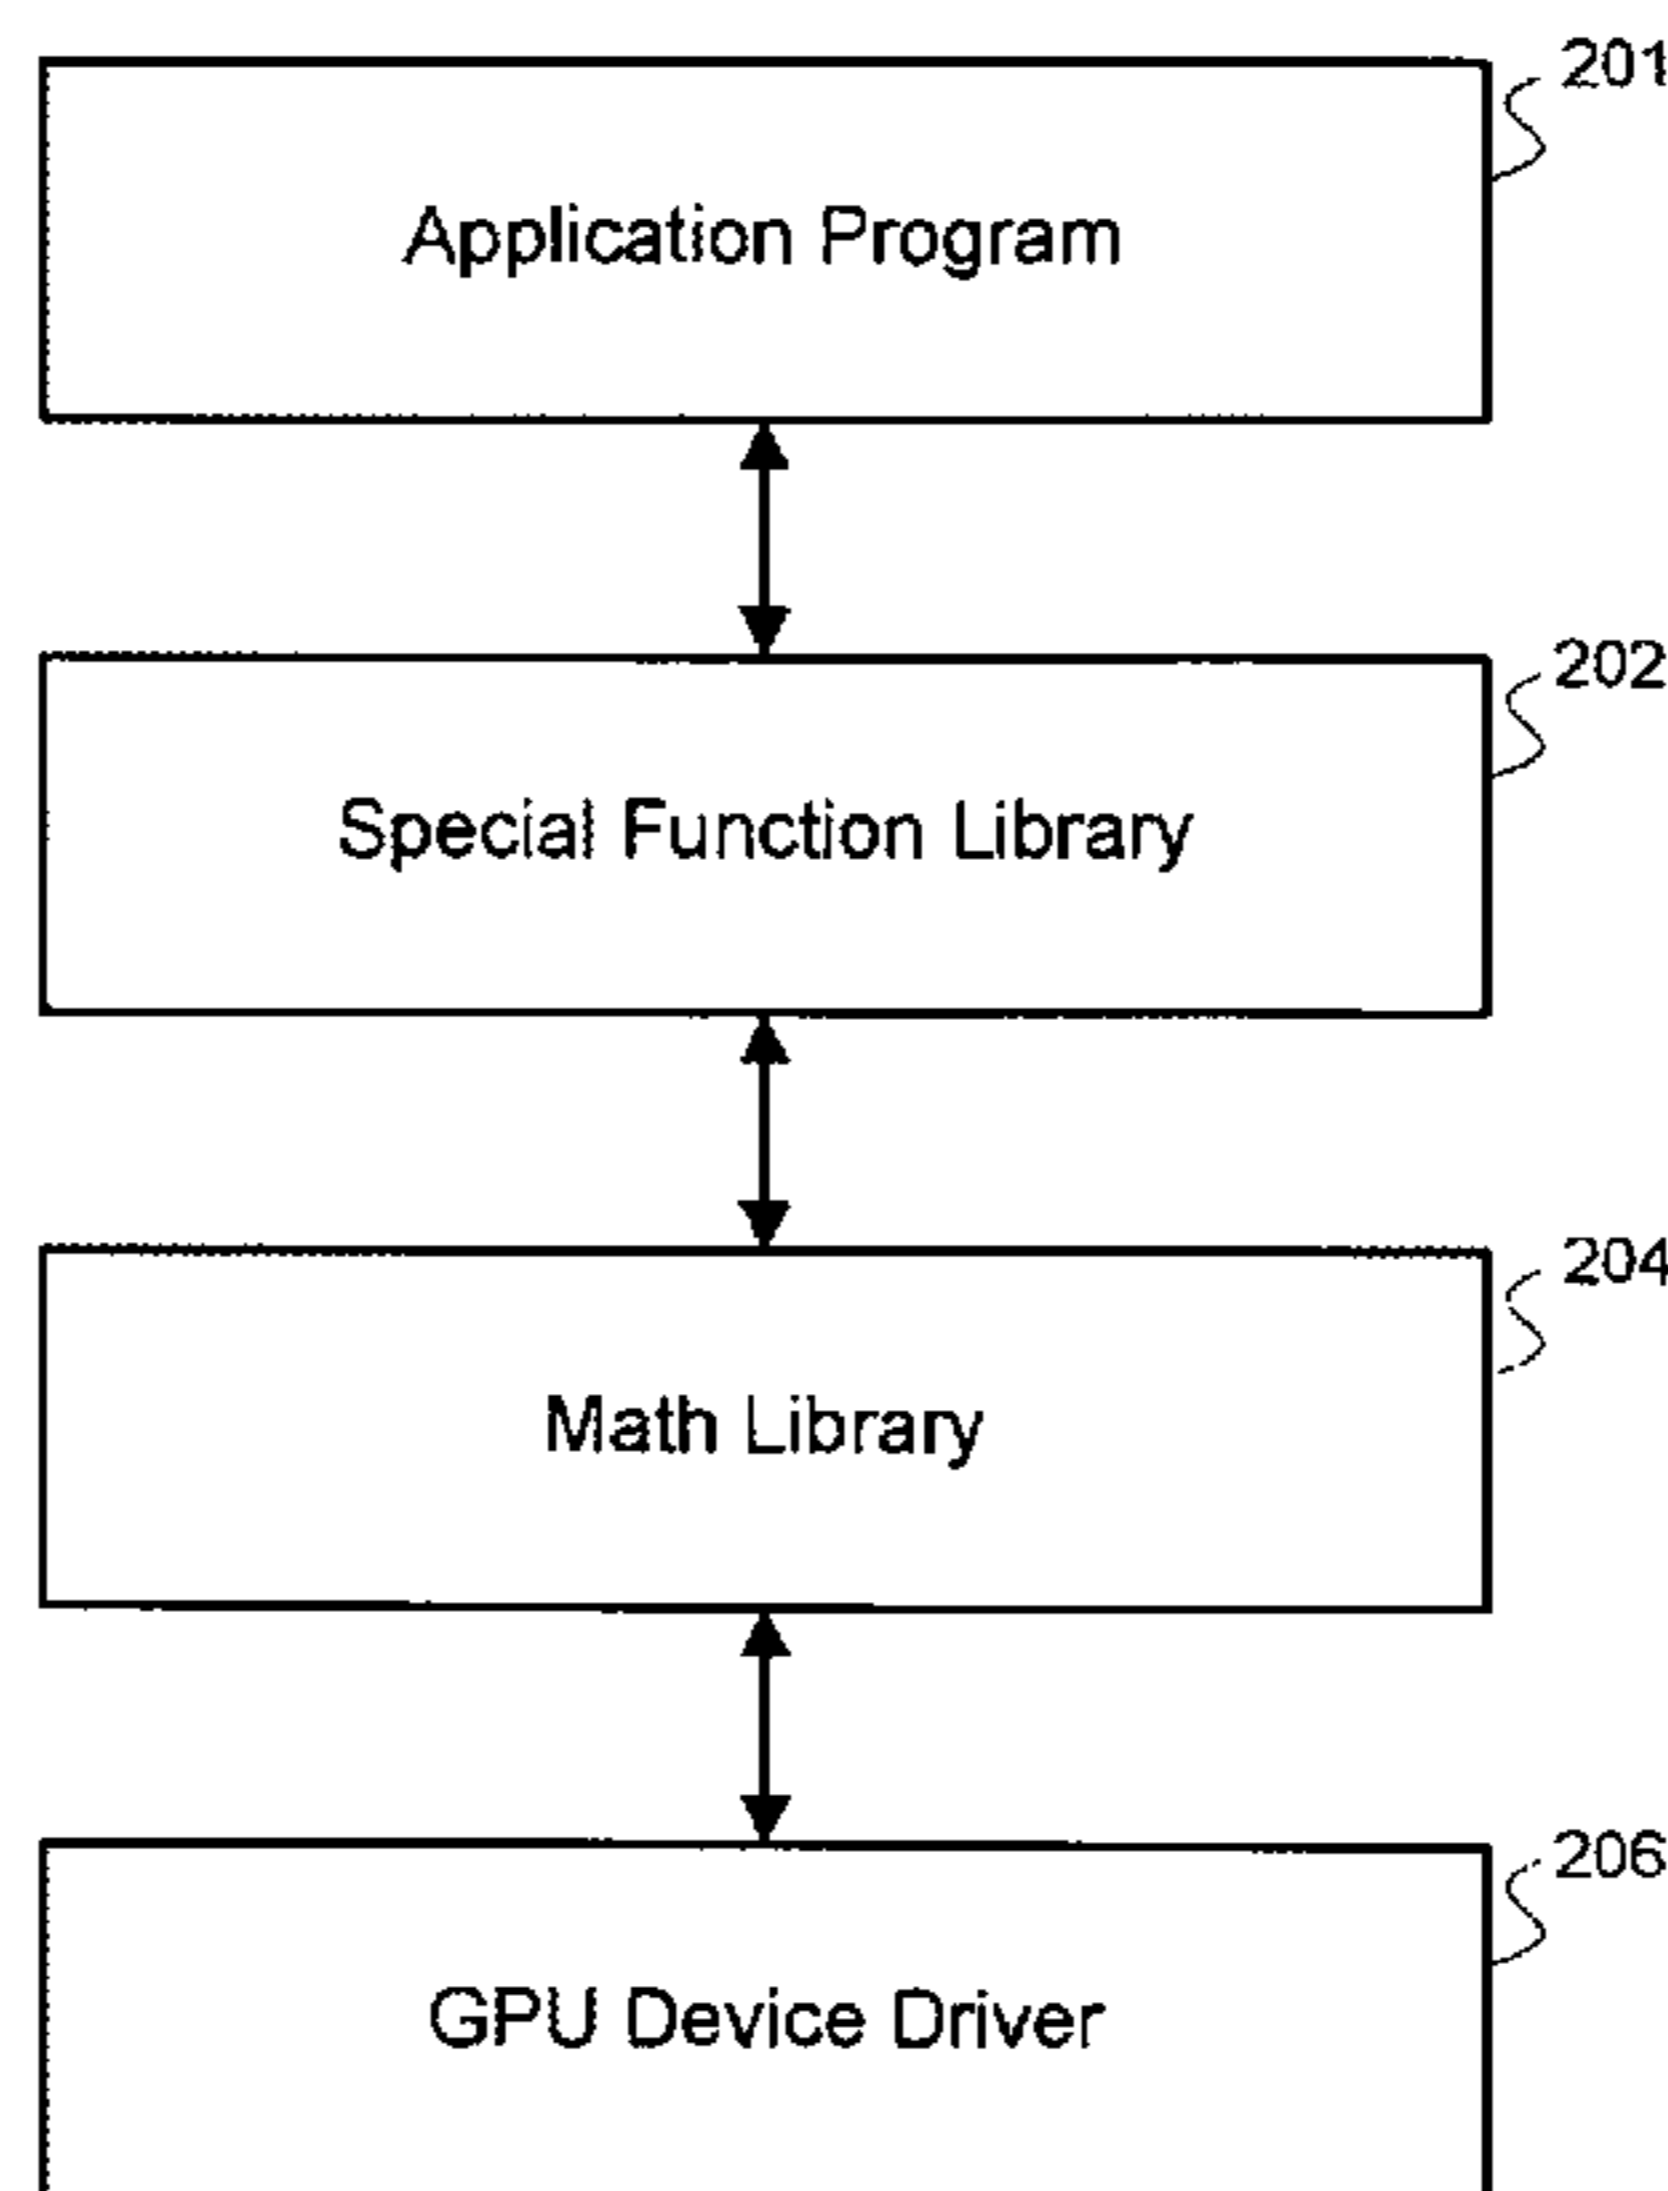 201
Application Program
202
Special Function Library
204
Math Library
206
GPU Device Driver